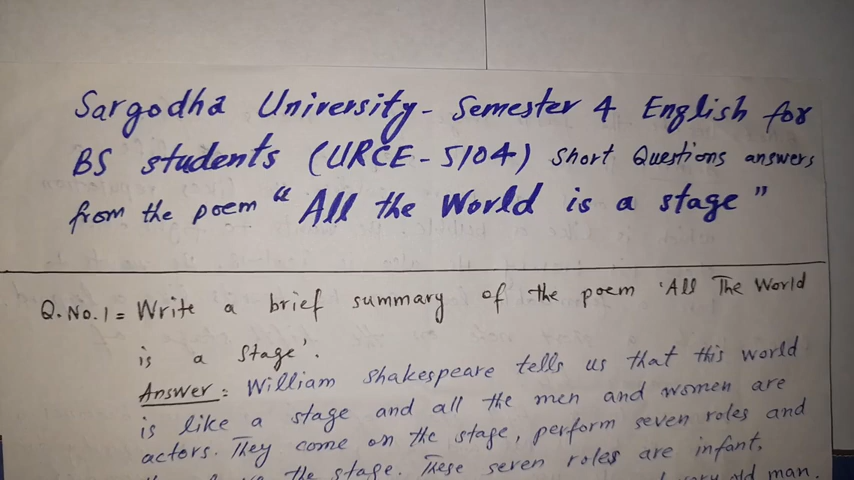 Sargodha University - Semester 4 English for
BS students (URCE - 5104) short Questions answers
from the poem "All the World is a stage"
Q.No.1 = Write a brief summary of the poem 'All The World
is a stage'.
Answer: William Shakespeare tells us that this world
is like a stage and all the men and women are
actors. They come on the stage, perform seven roles and
the stage. These seven roles are infant,
old man.